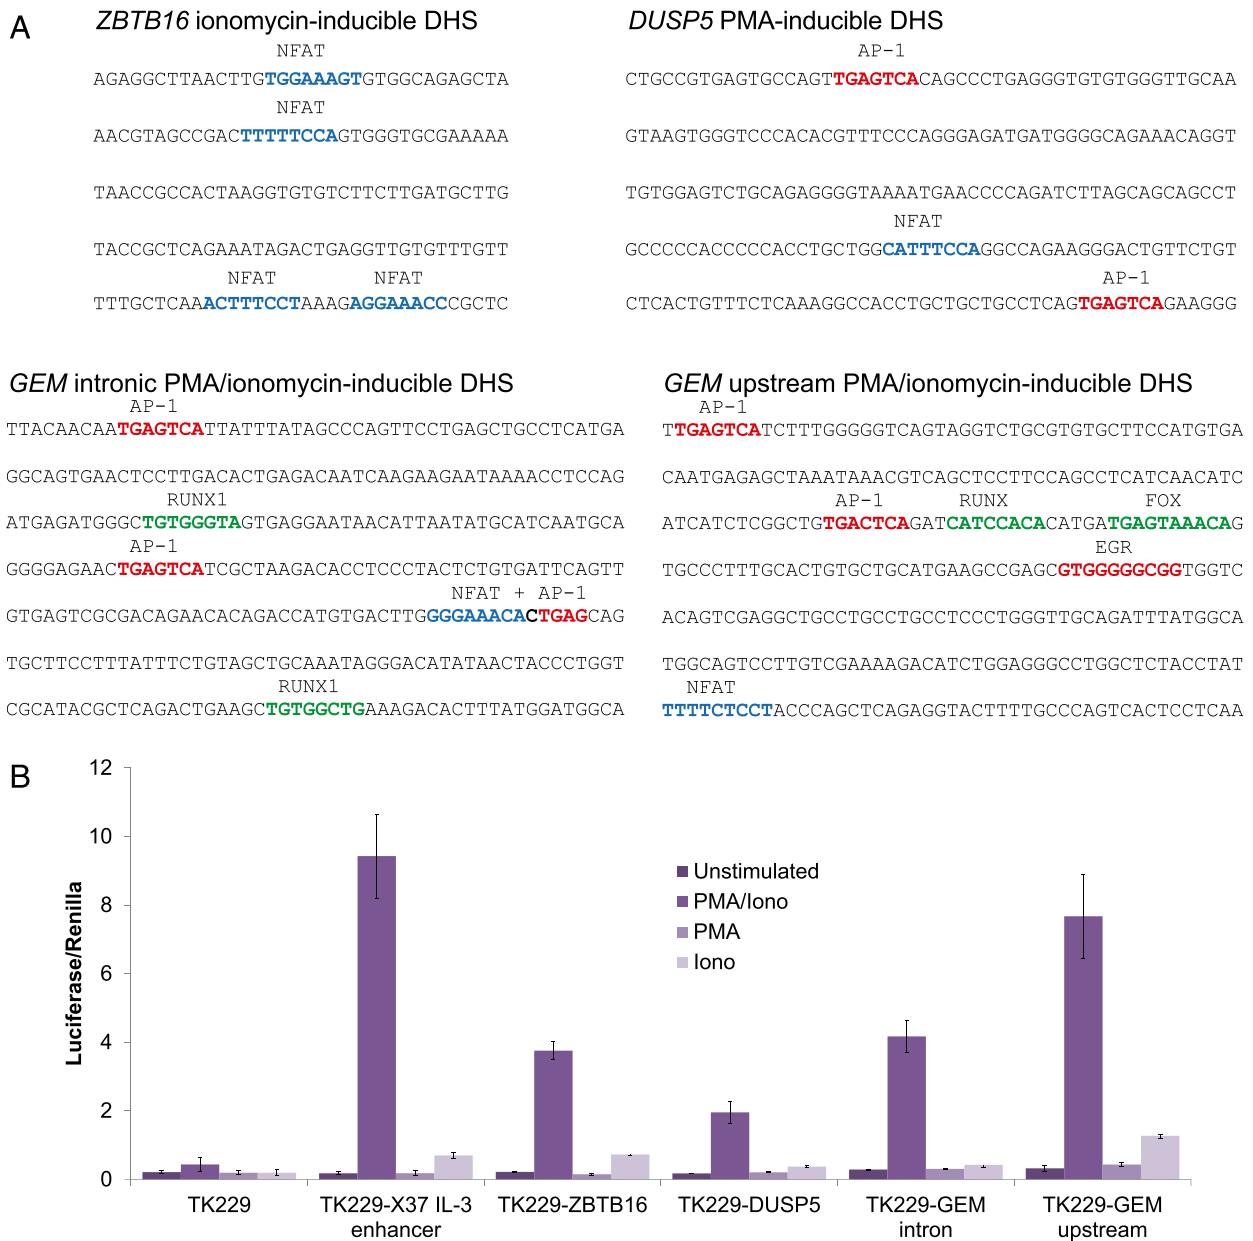 A
ZBTB16 ionomycin-inducible DHS
NFAT
AGAGGCTTAACTTGTGGAAAGTGTGGCAGAGCTA
NFAT
AACGTAGCCGACTTTTTCCAGTGGGTGCGAAAAA
TAACCGCCACTAAGGTGTGTCTTCTTGATGCTTG
TACCGCTCAGAAATAGACTGAGGTTGTGTTTGTT
NFAT NFAT
TTTGCTCAAACTTTCCTAAAGAGGAAACCCGCTC
DUSP5 PMA-inducible DHS
AP-1
CTGCCGTGAGTGCCAGTTGAGTCACAGCCCTGAGGGTGTGTGGGTTGCAA
GTAAGTGGGTCCCACACGTTTCCCAGGGAGATGATGGGGCAGAAACAGGT
TGTGGAGTCTGCAGAGGGGTAAAATGAACCCCAGATCTTAGCAGCAGCCT
NFAT
GCCCCCACCCCCACCTGCTGGCATTTCCAGGCCAGAAGGGACTGTTCTGT
AP-1
CTCACTGTTTCTCAAAGGCCACCTGCTGCTGCCTCAGTGAGTCAGAAGGG
GEM intronic PMA/ionomycin-inducible DHS
AP-1
TTACAACAATGAGTCATTATTTATAGCCCAGTTCCTGAGCTGCCTCATGA
GGCAGTGAACTCCTTGACACTGAGACAATCAAGAAGAATAAAACCTCCAG
RUNX1
ATGAGATGGGCTGTGGGTAGTGAGGAATAACATTAATATGCATCAATGCA
AP-1
GGGGAGAACTGAGTCATCGCTAAGACACCTCCCTACTCTGTGATTCAGTT
NFAT + AP-1
GTGAGTCGCGACAGAACACAGACCATGTGACTTGGGGAAACACTGAGCAG
TGCTTCCTTTATTTCTGTAGCTGCAAATAGGGACATATAACTACCCTGGT
RUNX1
CGCATACGCTCAGACTGAAGCTGTGGCTGAAAGACACTTTATGGATGGCA
GEM upstream PMA/ionomycin-inducible DHS
AP-1
TTGAGTCATCTTTGGGGGTCAGTAGGTCTGCGTGTGCTTCCATGTGA
CAATGAGAGCTAAATAAACGTCAGCTCCTTCCAGCCTCATCAACATC
AP-1 RUNX FOX
ATCATCTCGGCTGTGACTCAGATCATCCACACATGATGAGTAAACAG
EGR
TGCCCTTTGCACTGTGCTGCATGAAGCCGAGCGTGGGGGCGGTGGTC
ACAGTCGAGGCTGCCTGCCTGCCTCCCTGGGTTGCAGATTTATGGCA
TGGCAGTCCTTGTCGAAAAGACATCTGGAGGGCCTGGCTCTACCTAT
NFAT
TTTTCTCCTACCCAGCTCAGAGGTACTTTTGCCCAGTCACTCCTCAA
B
Luciferase/Renilla
12
10
8
6
4
2
0
Unstimulated
PMA/Iono
PMA
Iono
TK229
TK229-X37 IL-3 enhancer
TK229-ZBTB16
TK229-DUSP5
TK229-GEM intron
TK229-GEM upstream